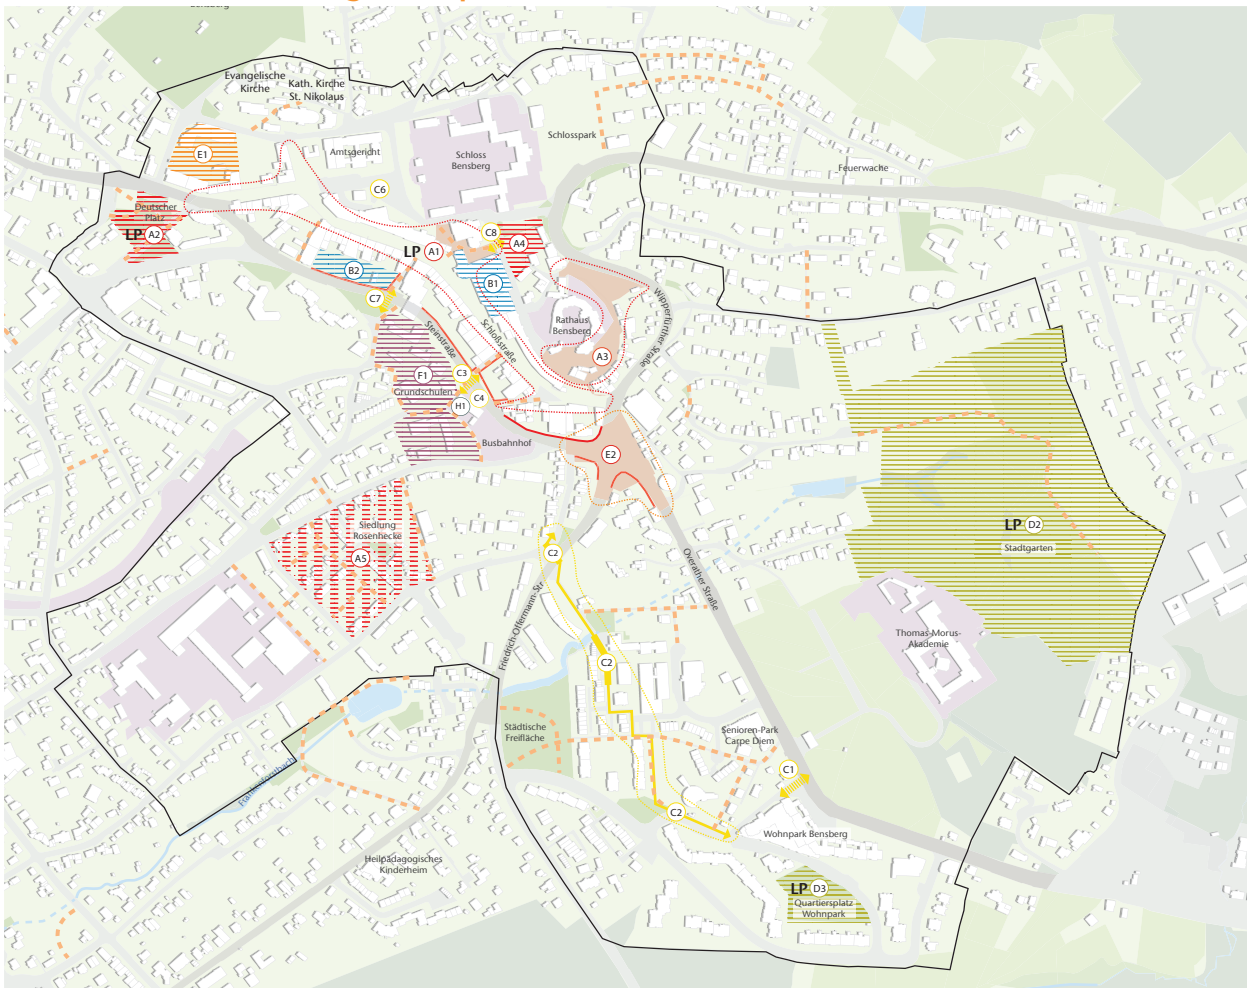 Evangelische
Kirche
Kath. Kirche
St. Nikolaus
Schlosspark
E1
Amtsgericht
Schloss
Bensberg
Feuerwache
C6
Deutscher
Platz
LP A2
C8
LP A1
A4
B2
B1
C7
Rathaus
Bensberg
Wipperfürther Straße
Steinstraße
Schloßstraße
A3
F1
C3
Grundschulen
H1
C4
Busbahnhof
E2
Siedlung
Rosenhecke
A5
LP D2
Stadtgarten
C2
Overather Straße
Friedrich-Offermann-Str.
Thomas-Morus-
Akademie
C2
Städtische
Freifläche
Senioren-Park
Carpe Diem
C1
Frankenforstbach
C2
Wohnpark Bensberg
Heilpädagogisches
Kinderheim
LP D3
Quartiersplatz
Wohnpark